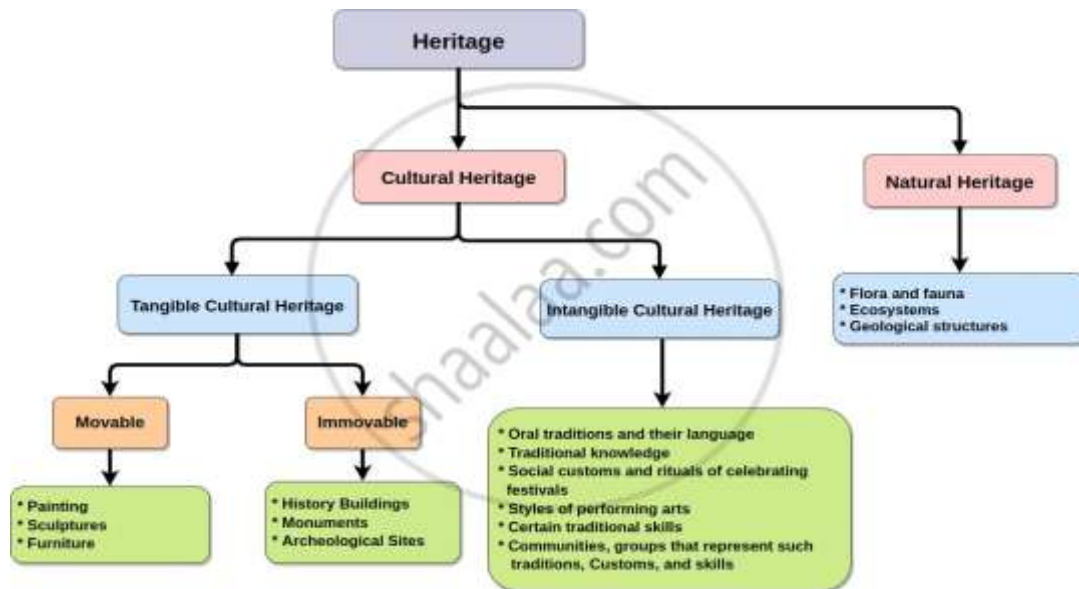 Heritage
Cultural Heritage
Natural Heritage
Tangible Cultural Heritage
Intangible Cultural Heritage
* Flora and fauna
* Ecosystems
* Geological structures
Movable
Immovable
* Painting
* Sculptures
* Furniture
* History Buildings
* Monuments
* Archeological Sites
* Oral traditions and their language
* Traditional knowledge
* Social customs and rituals of celebrating
festivals
* Styles of performing arts
* Certain traditional skills
* Communities, groups that represent such
traditions, Customs, and skills
shaalaa.com